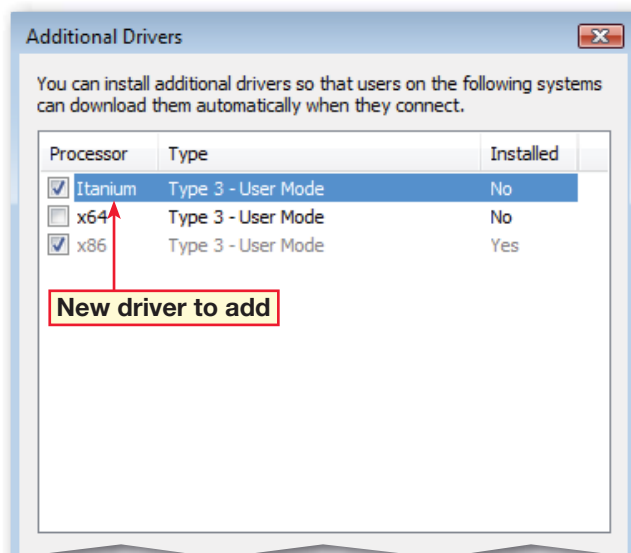 Additional Drivers
You can install additional drivers so that users on the following systems
can download them automatically when they connect.
Processor Type Installed
Itanium Type 3 - User Mode No
x64 Type 3 - User Mode No
x86 Type 3 - User Mode Yes
New driver to add